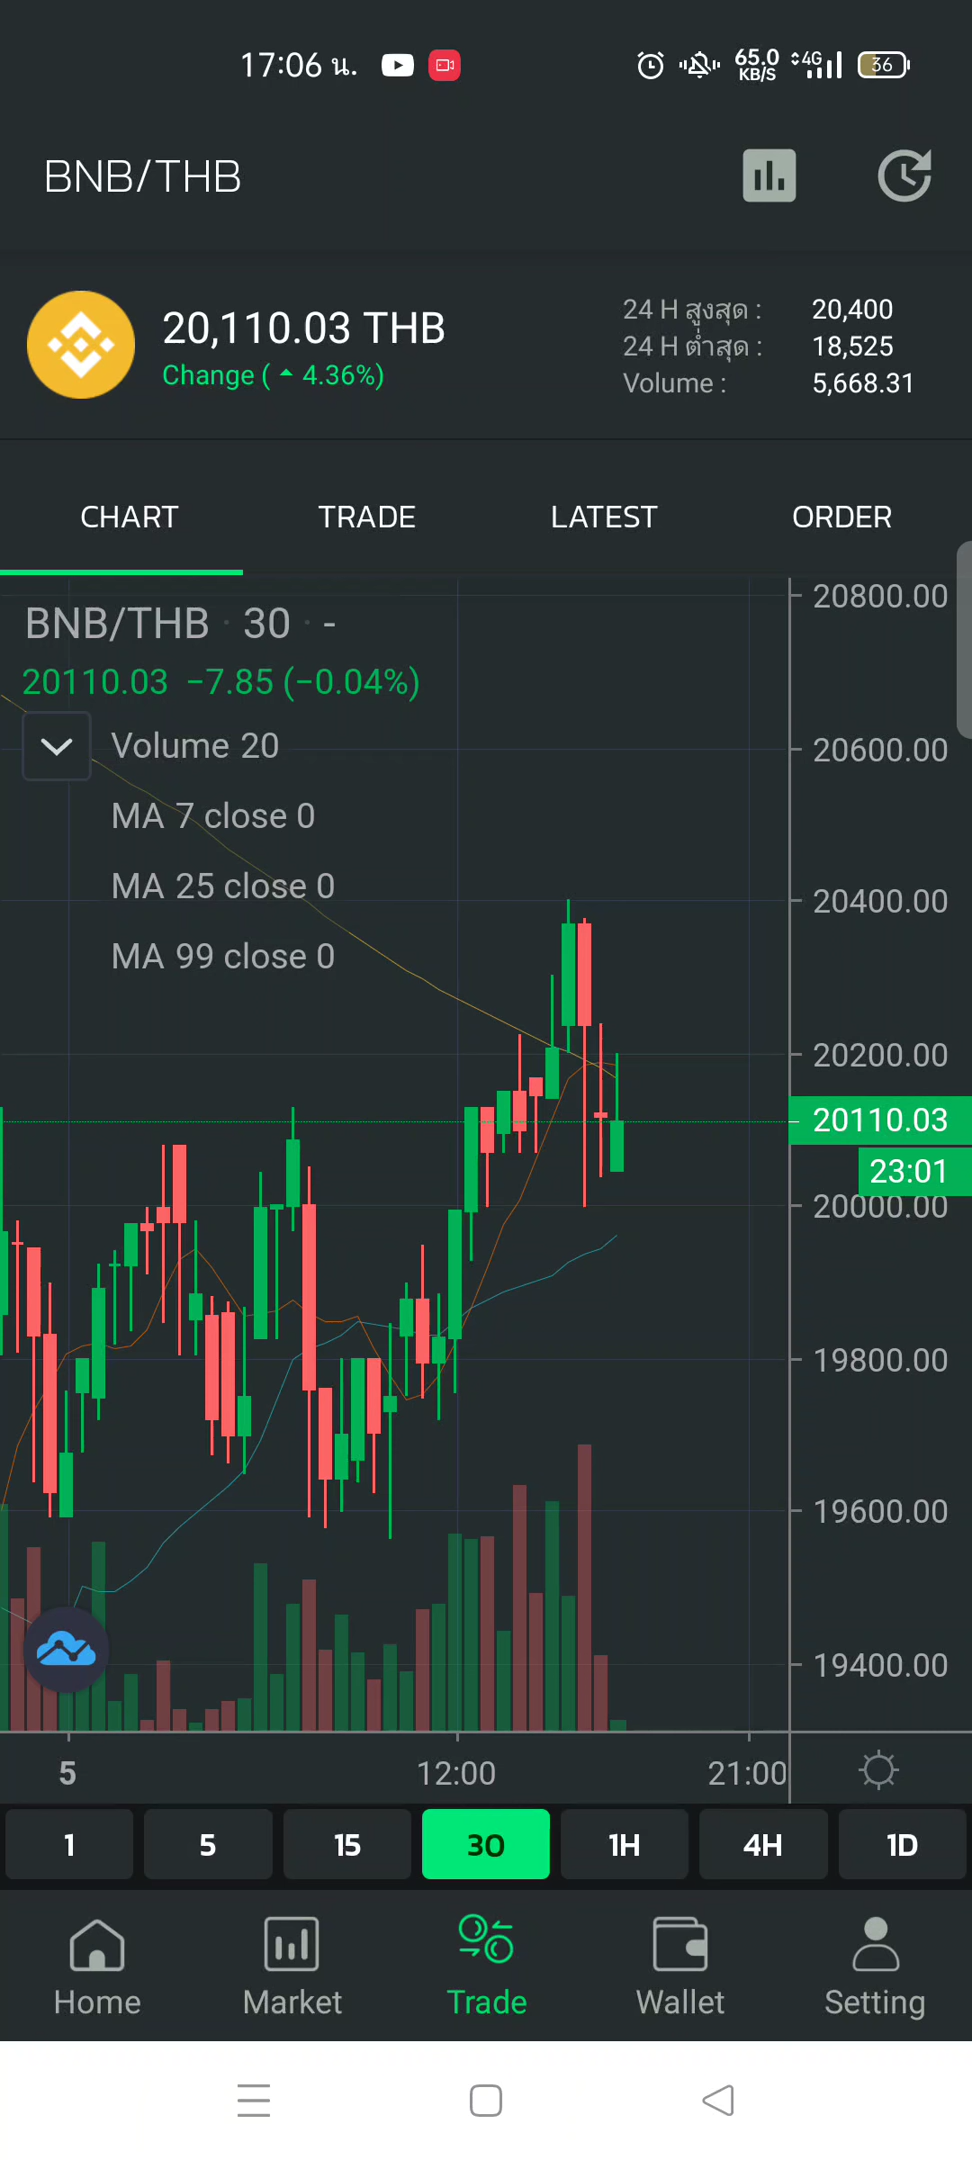 17:06 น.
65.0
KB/S
4G
36
BNB/THB
20,110.03 THB
Change ( 4.36%)
24 H สูงสุด : 20,400
24 H ต่ำสุด : 18,525
Volume : 5,668.31
CHART TRADE LATEST ORDER
BNB/THB · 30 · -
20110.03 −7.85 (−0.04%)
Volume 20
MA 7 close 0
MA 25 close 0
MA 99 close 0
20800.00
20600.00
20400.00
20200.00
20110.03
23:01
20000.00
19800.00
19600.00
19400.00
5 12:00 21:00
1 5 15 30 1H 4H 1D
Home Market Trade Wallet Setting